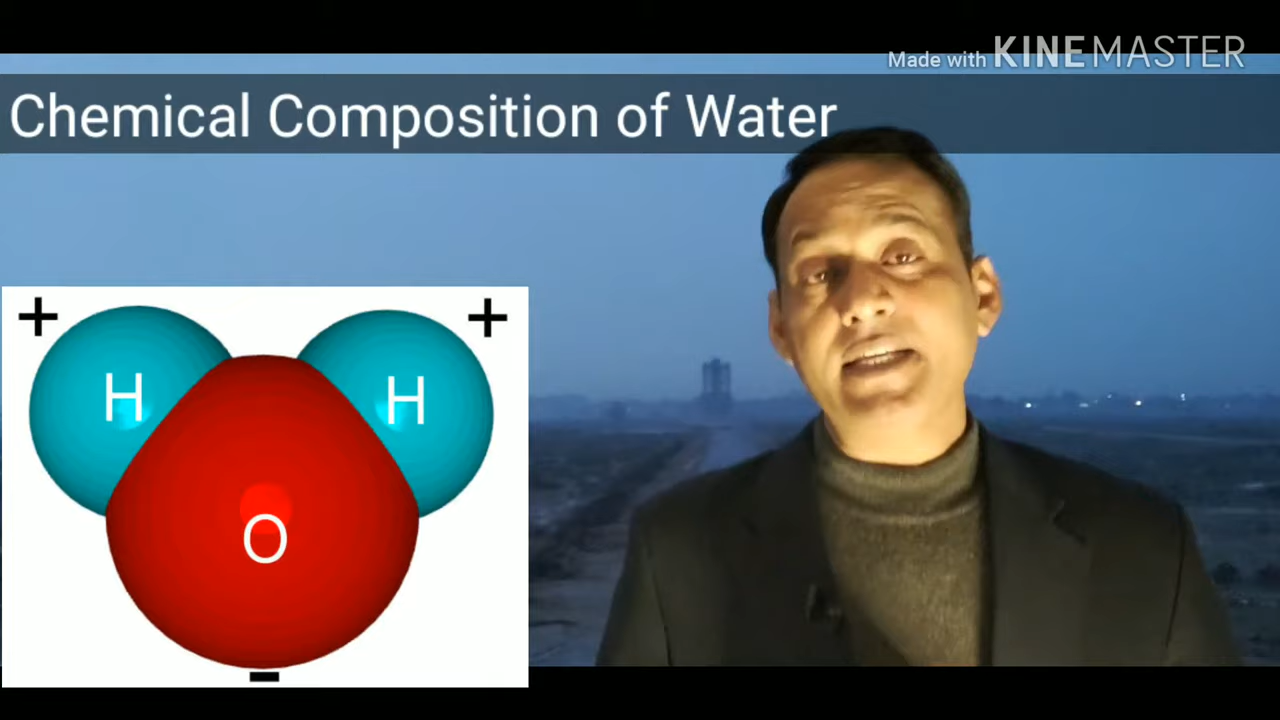 Made with KINEMASTER
Chemical Composition of Water
+ +
H H
O
-